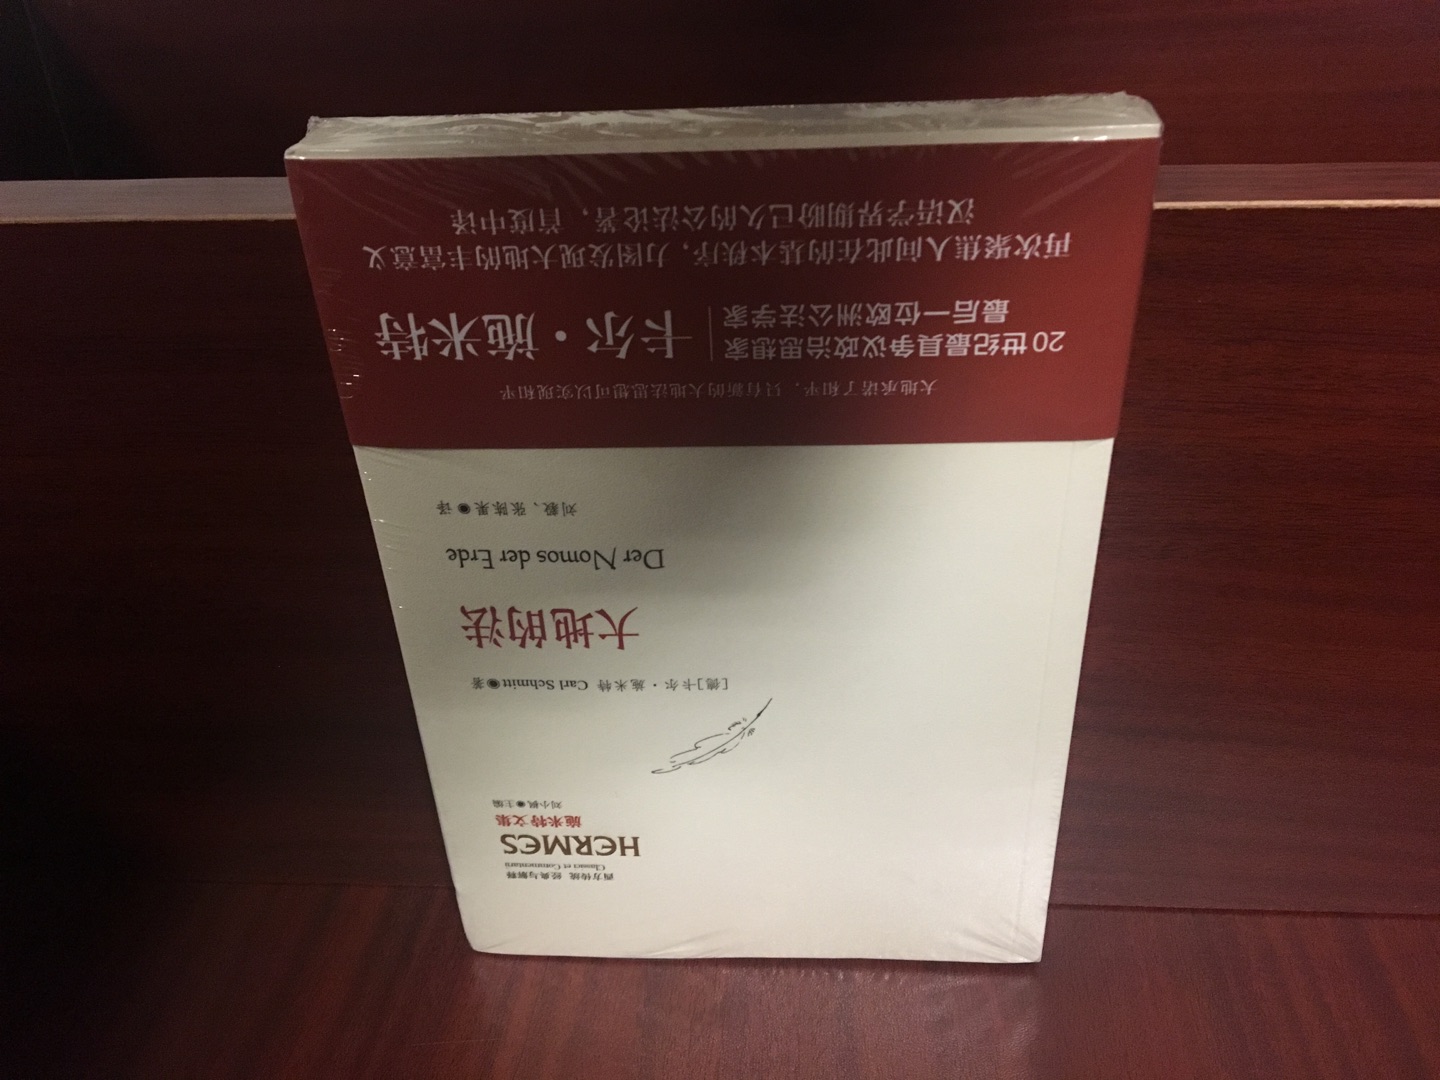 西方传统 经典与解释
Classici et Commentarii
HERMES
施米特文集
刘小枫◉主编
[德]卡尔·施米特 Carl Schmitt◉著
大地的法
Der Nomos der Erde
刘毅、张陈果◉译
大地承诺了和平，只有新的大地法思想可以实现和平
20世纪最具争议政治思想家
最后一位欧洲公法学家
卡尔·施米特
再次聚焦人间此在的基本秩序，力图发现大地的丰富意义
汉语学界期盼已久的公法论著，首度中译